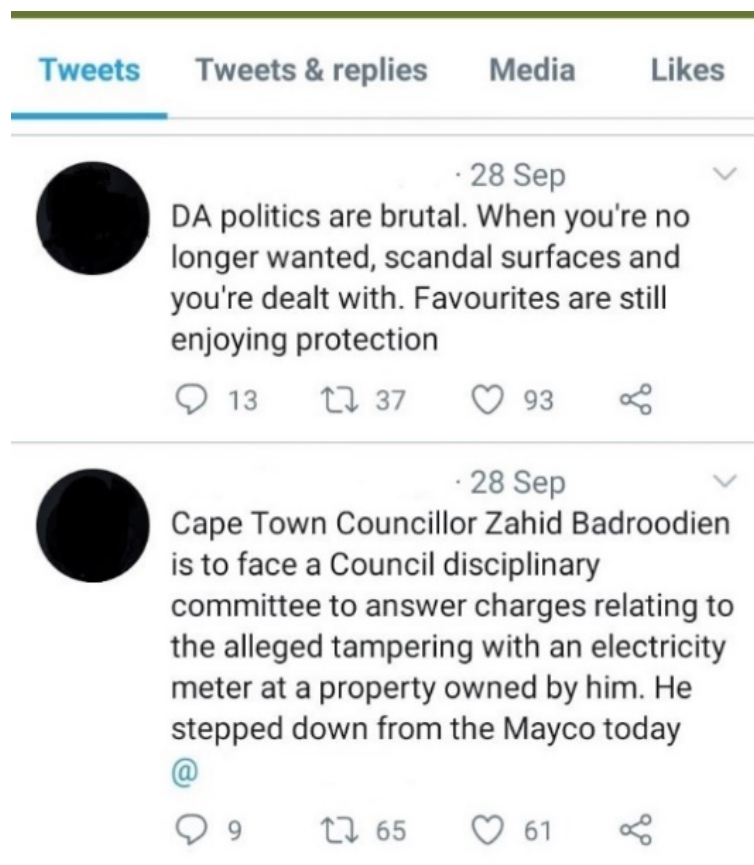 Tweets Tweets & replies Media Likes
· 28 Sep
DA politics are brutal. When you're no
longer wanted, scandal surfaces and
you're dealt with. Favourites are still
enjoying protection
13 37 93
· 28 Sep
Cape Town Councillor Zahid Badroodien
is to face a Council disciplinary
committee to answer charges relating to
the alleged tampering with an electricity
meter at a property owned by him. He
stepped down from the Mayco today
@
9 65 61